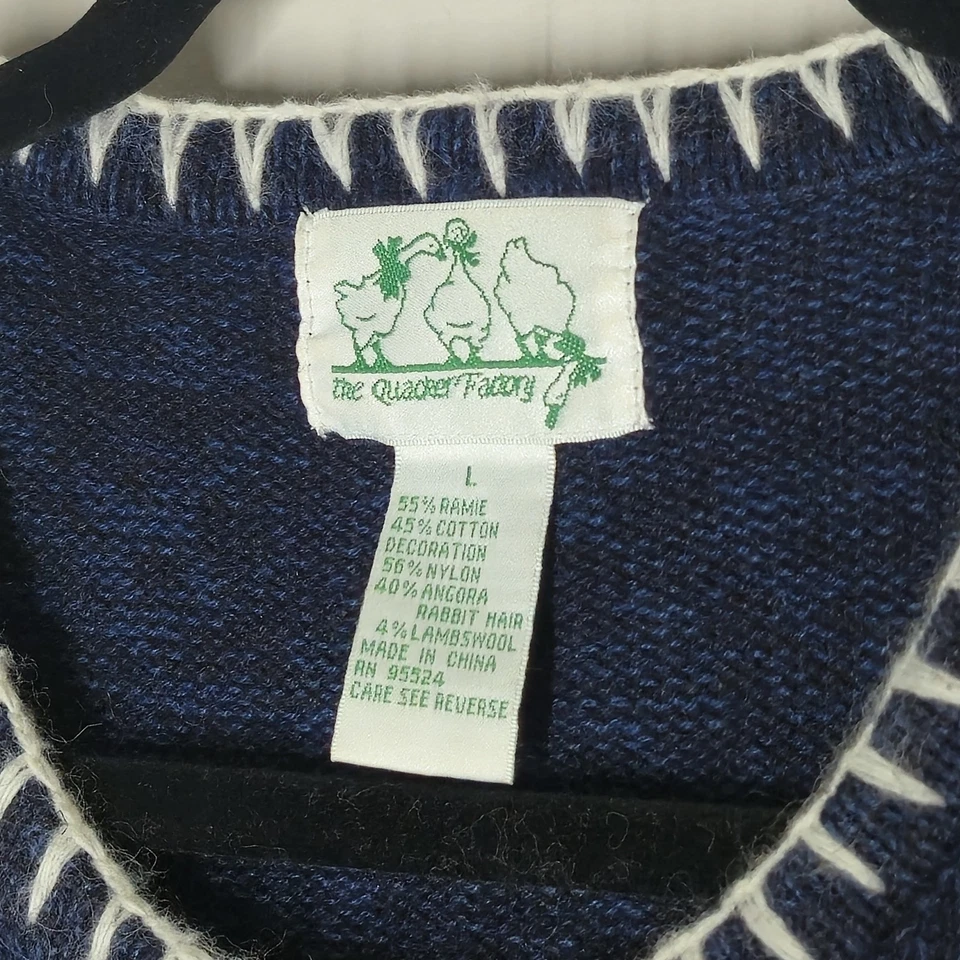 the Quacker Factory
L
55% RAMIE
45% COTTON
DECORATION
56% NYLON
40% ANGORA
RABBIT HAIR
4% LAMBSWOOL
MADE IN CHINA
RN 95524
CARE SEE REVERSE